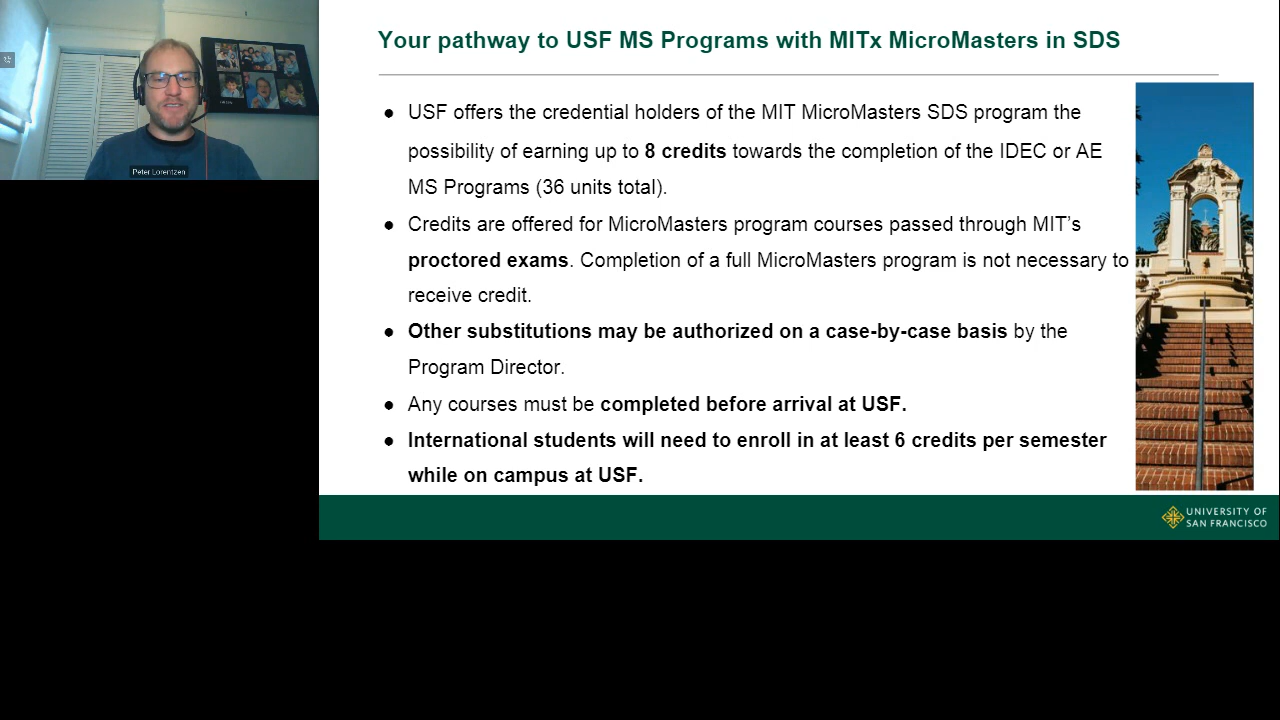 Your pathway to USF MS Programs with MITx MicroMasters in SDS
● USF offers the credential holders of the MIT MicroMasters SDS program the
possibility of earning up to 8 credits towards the completion of the IDEC or AE
MS Programs (36 units total).
● Credits are offered for MicroMasters program courses passed through MIT’s
proctored exams. Completion of a full MicroMasters program is not necessary to
receive credit.
● Other substitutions may be authorized on a case-by-case basis by the
Program Director.
● Any courses must be completed before arrival at USF.
● International students will need to enroll in at least 6 credits per semester
while on campus at USF.
Peter Lorentzen
UNIVERSITY OF
SAN FRANCISCO